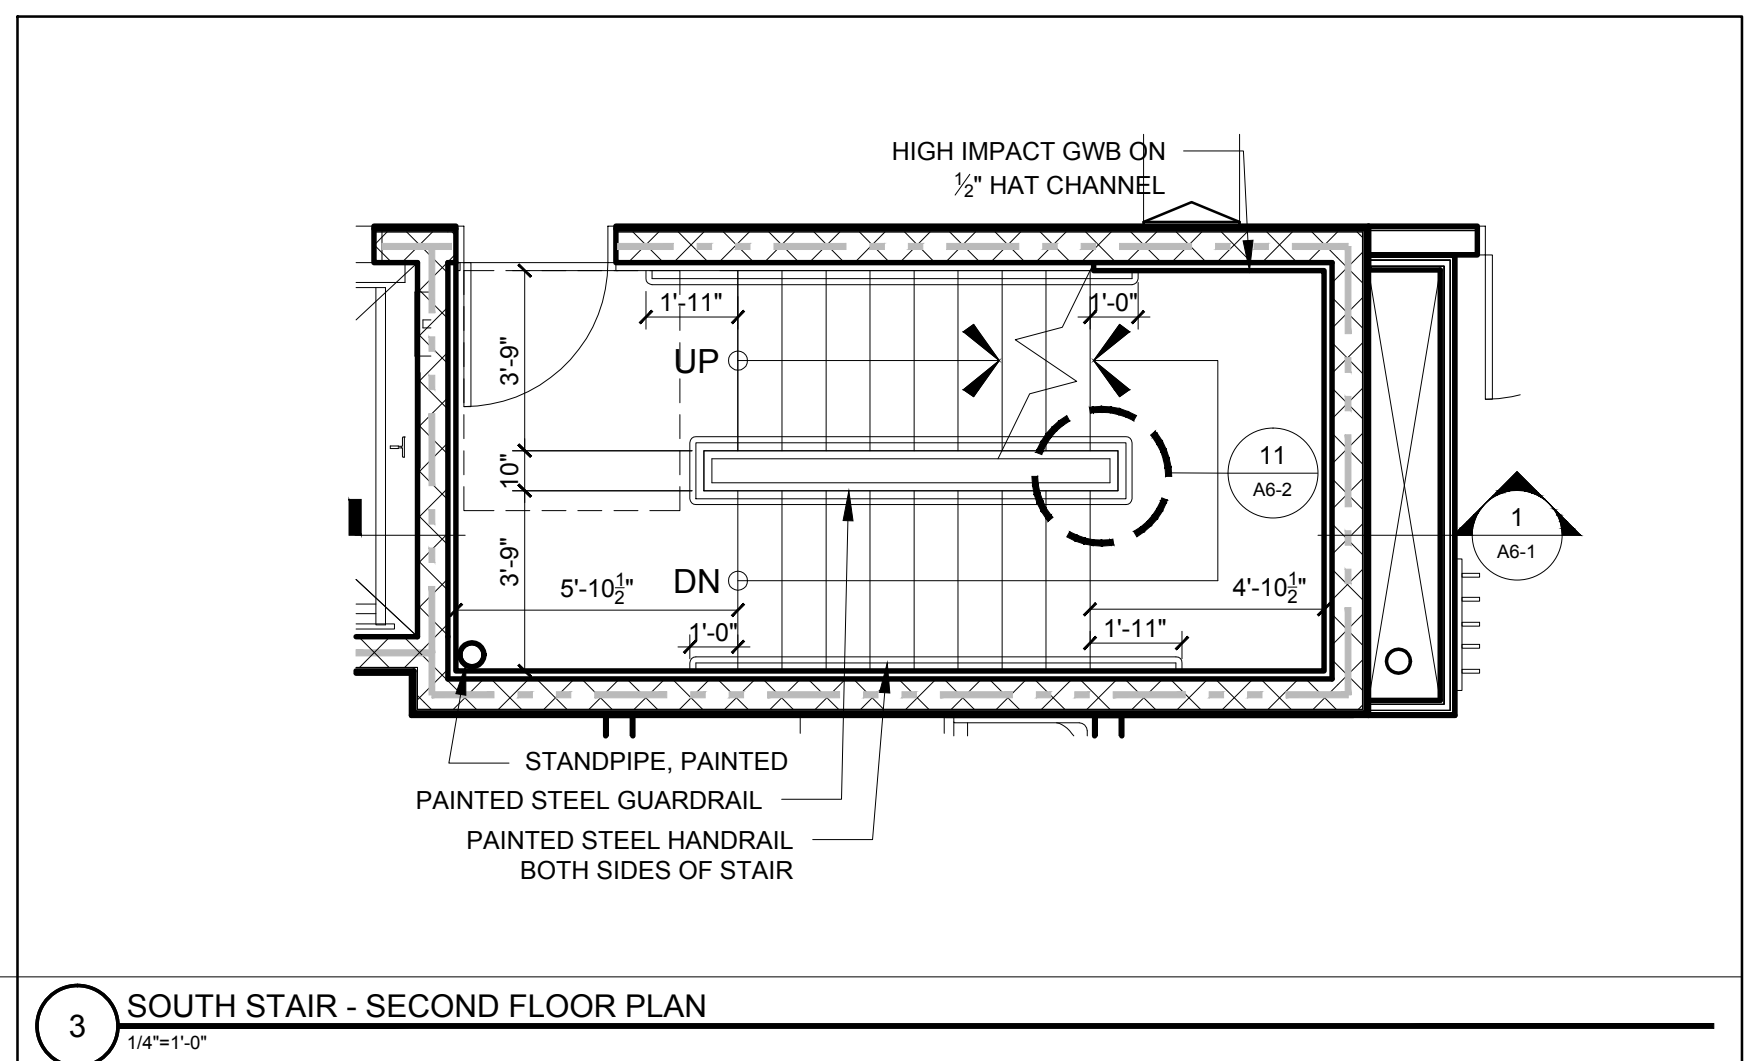 HIGH IMPACT GWB ON
½" HAT CHANNEL
1'-11"
1'-0"
3'-9"
UP
10"
11
A6-2
1
A6-1
3'-9"
DN
5'-10½"
4'-10½"
1'-0"
1'-11"
STANDPIPE, PAINTED
PAINTED STEEL GUARDRAIL
PAINTED STEEL HANDRAIL
BOTH SIDES OF STAIR
3
SOUTH STAIR - SECOND FLOOR PLAN
1/4"=1'-0"